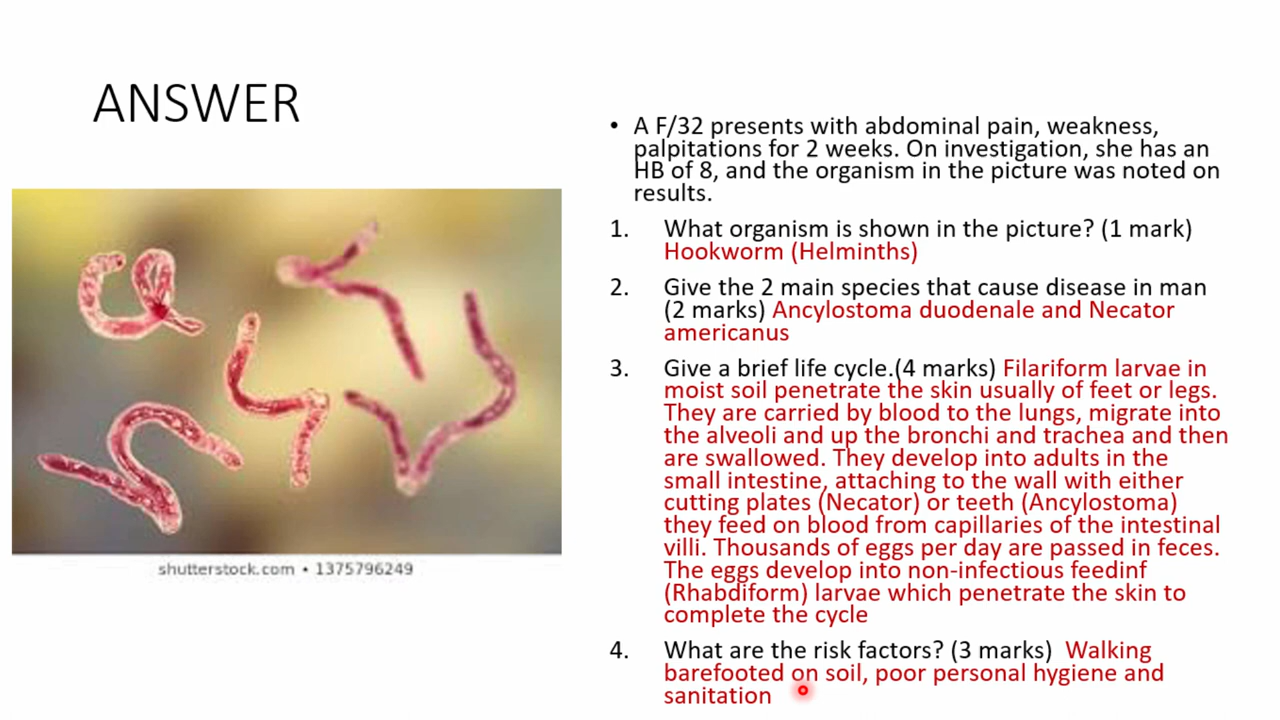 ANSWER
• A F/32 presents with abdominal pain, weakness,
palpitations for 2 weeks. On investigation, she has an
HB of 8, and the organism in the picture was noted on
results.
1. What organism is shown in the picture? (1 mark)
Hookworm (Helminths)
2. Give the 2 main species that cause disease in man
(2 marks) Ancylostoma duodenale and Necator
americanus
3. Give a brief life cycle.(4 marks) Filariform larvae in
moist soil penetrate the skin usually of feet or legs.
They are carried by blood to the lungs, migrate into
the alveoli and up the bronchi and trachea and then
are swallowed. They develop into adults in the
small intestine, attaching to the wall with either
cutting plates (Necator) or teeth (Ancylostoma)
they feed on blood from capillaries of the intestinal
villi. Thousands of eggs per day are passed in feces.
The eggs develop into non-infectious feedinf
(Rhabdiform) larvae which penetrate the skin to
complete the cycle
4. What are the risk factors? (3 marks) Walking
barefooted on soil, poor personal hygiene and
sanitation
shutterstock.com • 1375796249